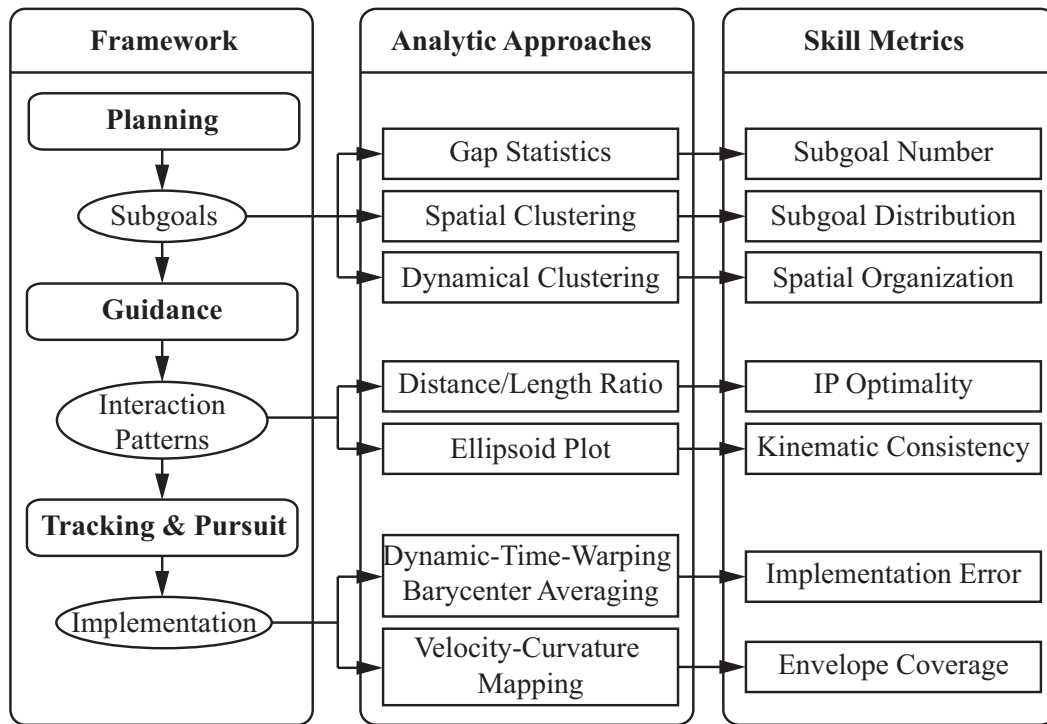 Framework
Planning
Subgoals
Guidance
Interaction
Patterns
Tracking & Pursuit
Implementation
Analytic Approaches
Gap Statistics
Spatial Clustering
Dynamical Clustering
Distance/Length Ratio
Ellipsoid Plot
Dynamic-Time-Warping
Barycenter Averaging
Velocity-Curvature
Mapping
Skill Metrics
Subgoal Number
Subgoal Distribution
Spatial Organization
IP Optimality
Kinematic Consistency
Implementation Error
Envelope Coverage